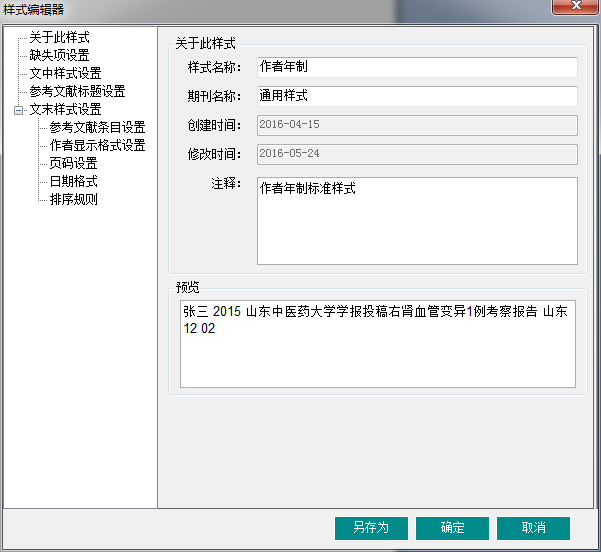 样式编辑器
关于此样式
缺失项设置
文中样式设置
参考文献标题设置
文末样式设置
参考文献条目设置
作者显示格式设置
页码设置
日期格式
排序规则
关于此样式
样式名称： 作者年制
期刊名称： 通用样式
创建时间： 2016-04-15
修改时间： 2016-05-24
注释： 作者年制标准样式
预览
张三 2015 山东中医药大学学报投稿右肾血管变异1例考察报告 山东
12 02
另存为 确定 取消